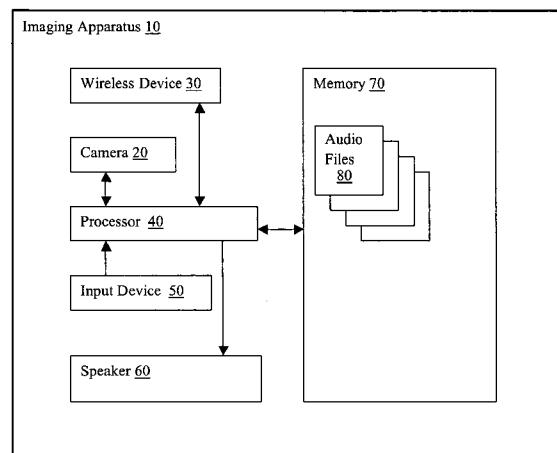 Imaging Apparatus 10
Wireless Device 30
Memory 70
Audio
Files
80
Camera 20
Processor 40
Input Device 50
Speaker 60